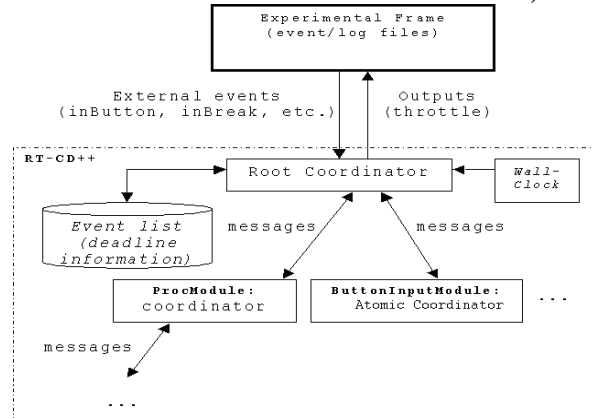 Experimental Frame
(event/log files)
External events
(inButton, inBreak, etc.)
Outputs
(throttle)
RT-CD++
Root Coordinator
Wall-
Clock
Event list
(deadline
information)
messages
messages
ProcModule:
coordinator
ButtonInputModule:
Atomic Coordinator
...
messages
...